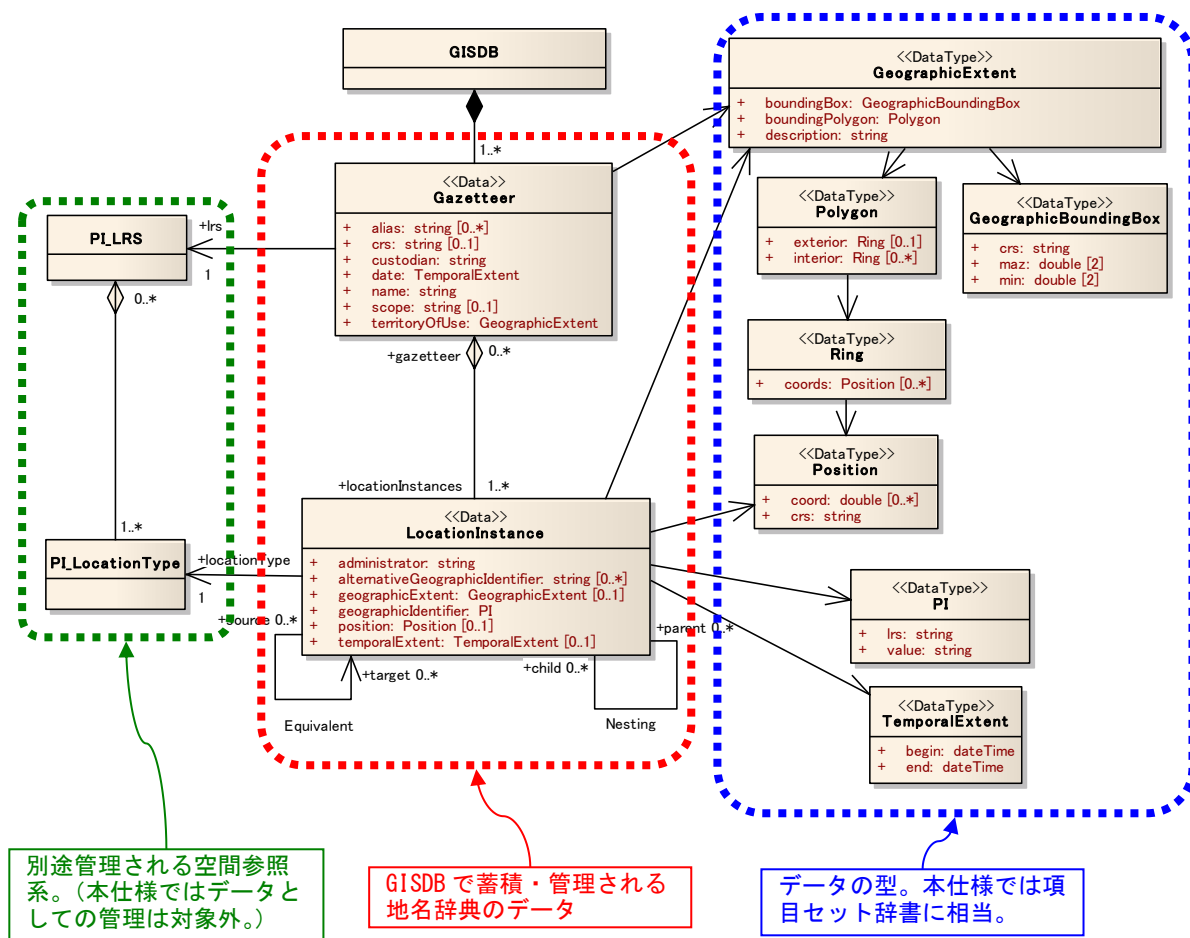 GISDB
1..*
<<Data>>
Gazetteer
+ alias: string [0..*]
+ crs: string [0..1]
+ custodian: string
+ date: TemporalExtent
+ name: string
+ scope: string [0..1]
+ territoryOfUse: GeographicExtent
+lrs
1
PI_LRS
0..*
1..*
PI_LocationType
+locationType
1
+gazetteer 0..*
+locationInstances 1..*
<<Data>>
LocationInstance
+ administrator: string
+ alternativeGeographicIdentifier: string [0..*]
+ geographicExtent: GeographicExtent [0..1]
+ geographicIdentifier: PI
+ position: Position [0..1]
+ temporalExtent: TemporalExtent [0..1]
+source 0..*
+target 0..*
Equivalent
+parent 0..*
+child 0..*
Nesting
<<DataType>>
GeographicExtent
+ boundingBox: GeographicBoundingBox
+ boundingPolygon: Polygon
+ description: string
<<DataType>>
Polygon
+ exterior: Ring [0..1]
+ interior: Ring [0..*]
<<DataType>>
GeographicBoundingBox
+ crs: string
+ maz: double [2]
+ min: double [2]
<<DataType>>
Ring
+ coords: Position [0..*]
<<DataType>>
Position
+ coord: double [0..*]
+ crs: string
<<DataType>>
PI
+ lrs: string
+ value: string
<<DataType>>
TemporalExtent
+ begin: dateTime
+ end: dateTime
別途管理される空間参照
系。(本仕様ではデータと
しての管理は対象外。)
GISDB で蓄積・管理される
地名辞典のデータ
データの型。本仕様では項
目セット辞書に相当。